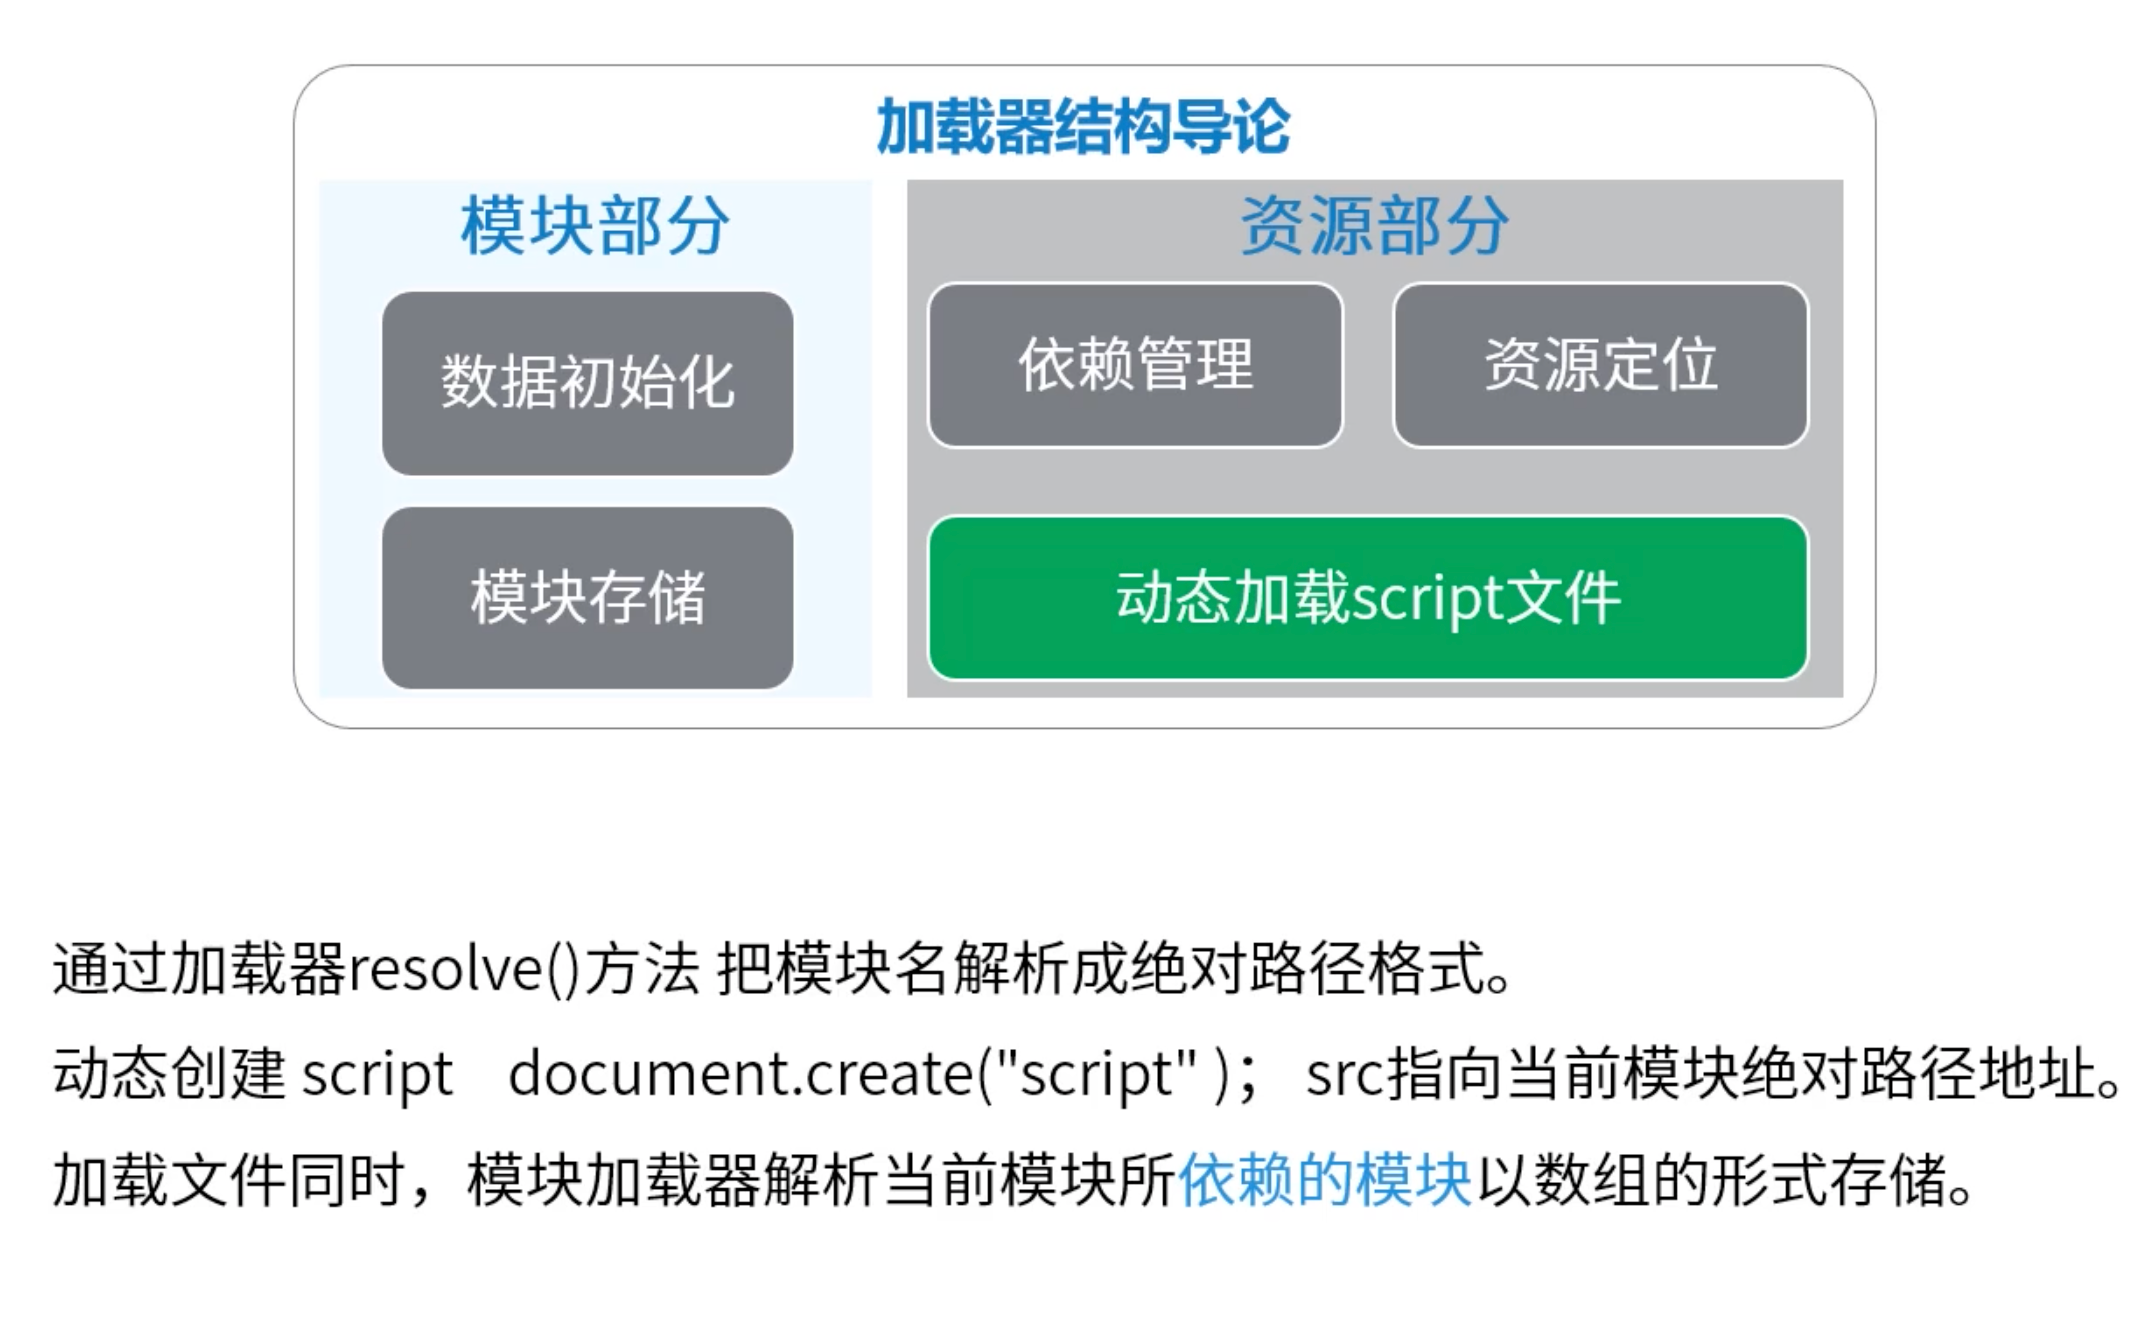 加载器结构导论
模块部分
数据初始化
模块存储
资源部分
依赖管理
资源定位
动态加载script文件
通过加载器resolve()方法 把模块名解析成绝对路径格式。
动态创建 script    document.create("script" )； src指向当前模块绝对路径地址。
加载文件同时，模块加载器解析当前模块所依赖的模块以数组的形式存储。